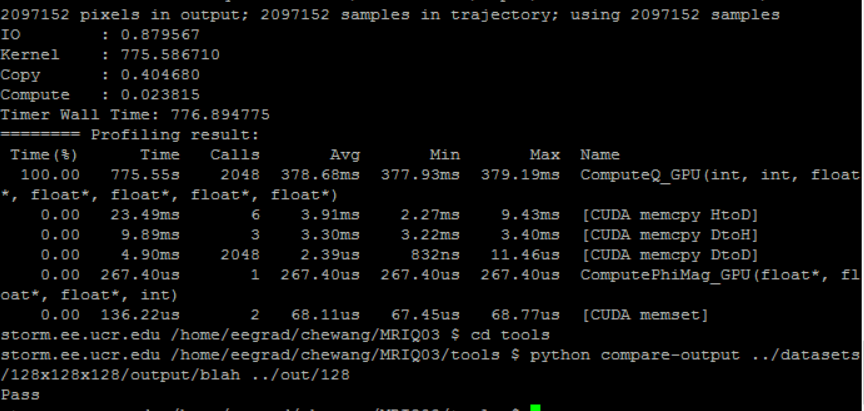 2097152 pixels in output; 2097152 samples in trajectory; using 2097152 samples
IO        : 0.879567
Kernel    : 775.586710
Copy      : 0.404680
Compute   : 0.023815
Timer Wall Time: 776.894775
======== Profiling result:
 Time(%)      Time   Calls       Avg       Min       Max  Name
  100.00   775.55s    2048  378.68ms  377.93ms  379.19ms  ComputeQ_GPU(int, int, float
*, float*, float*, float*, float*)
    0.00   23.49ms       6    3.91ms    2.27ms    9.43ms  [CUDA memcpy HtoD]
    0.00    9.89ms       3    3.30ms    3.22ms    3.40ms  [CUDA memcpy DtoH]
    0.00    4.90ms    2048    2.39us     832ns   11.46us  [CUDA memcpy DtoD]
    0.00  267.40us       1  267.40us  267.40us  267.40us  ComputePhiMag_GPU(float*, fl
oat*, float*, int)
    0.00  136.22us       2   68.11us   67.45us   68.77us  [CUDA memset]
storm.ee.ucr.edu /home/eegrad/chewang/MRIQ03 $ cd tools
storm.ee.ucr.edu /home/eegrad/chewang/MRIQ03/tools $ python compare-output ../datasets
/128x128x128/output/blah ../out/128
Pass